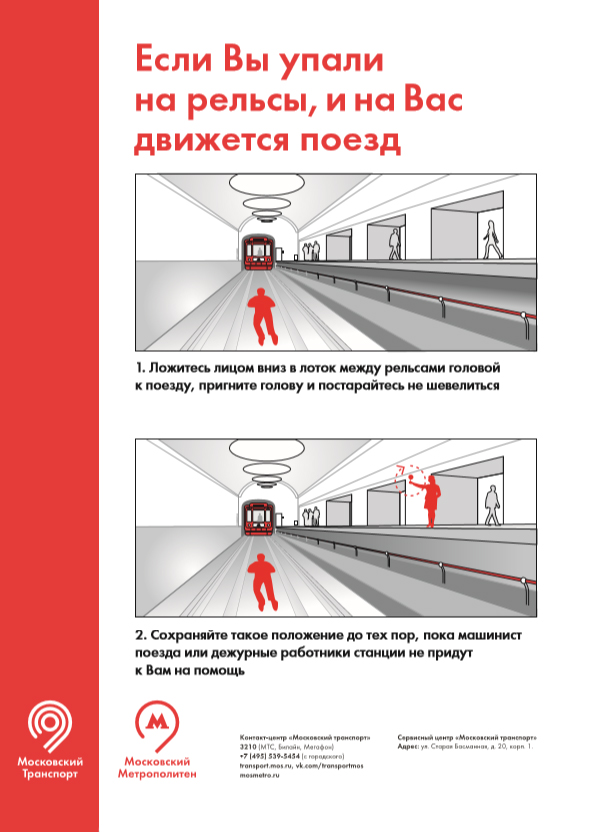 Если Вы упали
на рельсы, и на Вас
движется поезд
1. Ложитесь лицом вниз в лоток между рельсами головой
к поезду, пригните голову и постарайтесь не шевелиться
2. Сохраняйте такое положение до тех пор, пока машинист
поезда или дежурные работники станции не придут
к Вам на помощь
Московский
Транспорт
М
Московский
Метрополитен
Контакт-центр «Московский транспорт»
3210 (МТС, Билайн, Мегафон)
+7 (495) 539-5454 (с городского)
transport.mos.ru, vk.com/transportmos
mosmetro.ru
Сервисный центр «Московский транспорт»
Адрес: ул. Старая Басманная, д. 20, корп. 1.